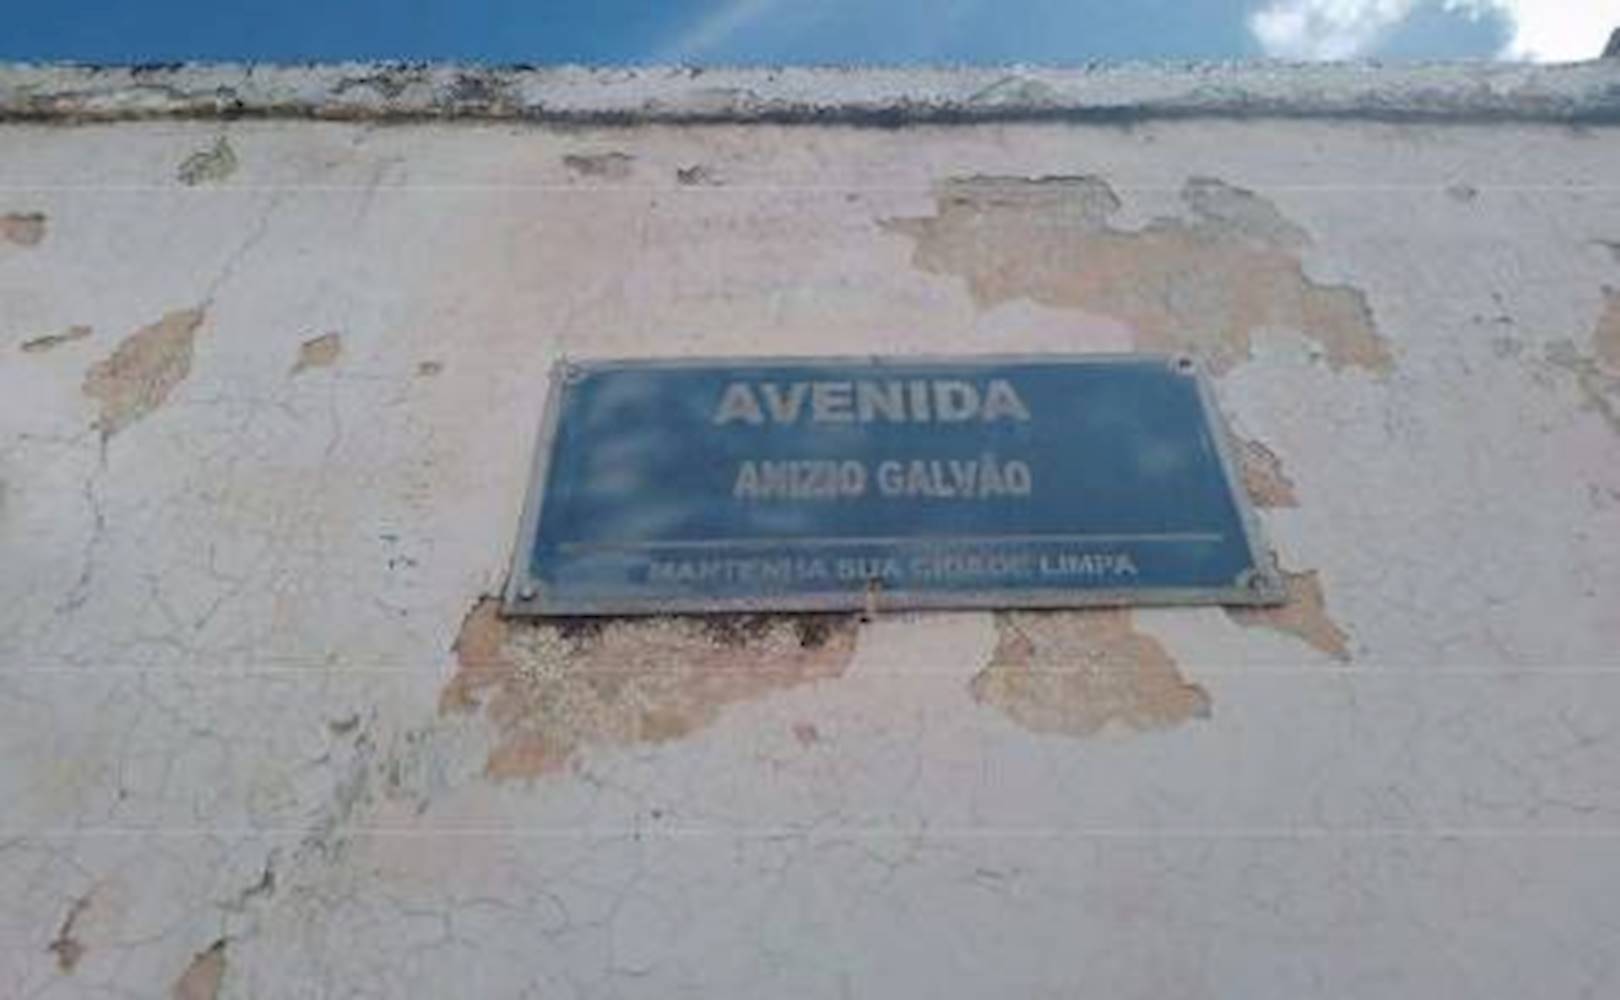 AVENIDA
ANIZIO GALVÃO
MANTENHA SUA CIDADE LIMPA